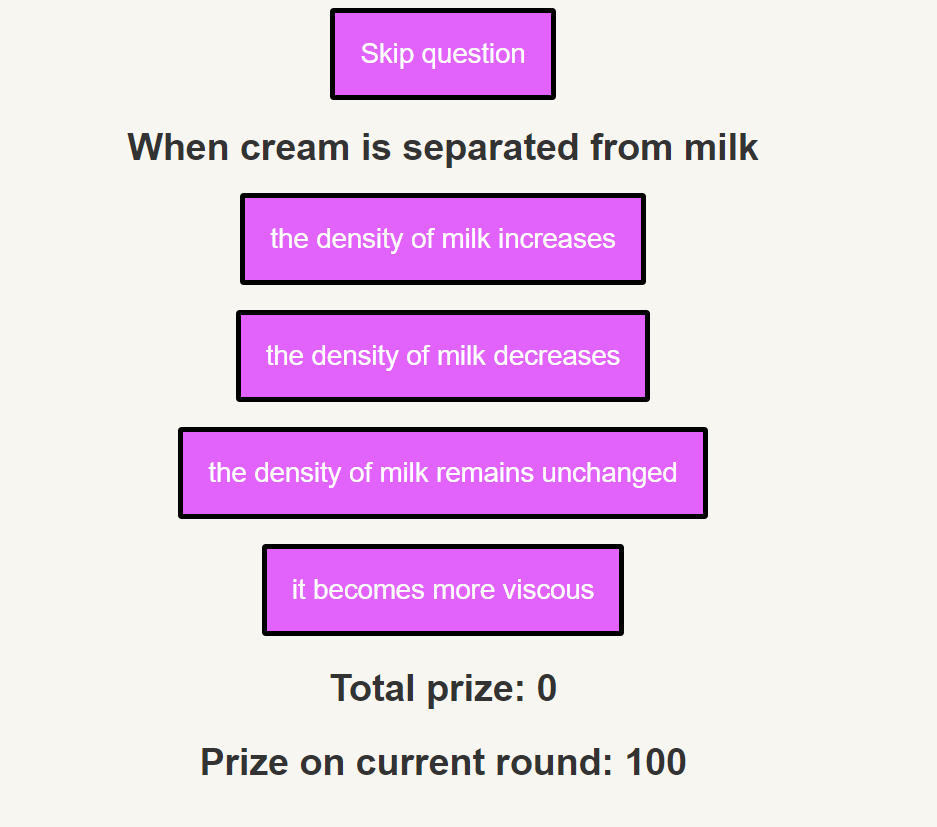 Skip question
When cream is separated from milk
the density of milk increases
the density of milk decreases
the density of milk remains unchanged
it becomes more viscous
Total prize: 0
Prize on current round: 100